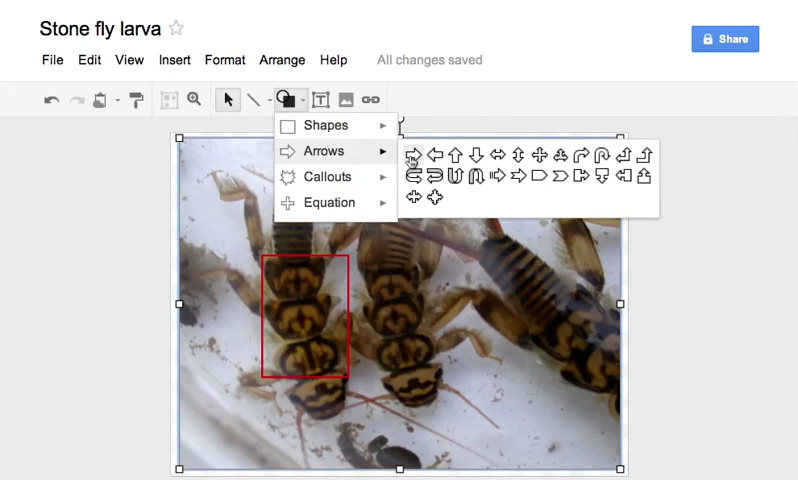 Stone fly larva
Share
File Edit View Insert Format Arrange Help All changes saved
Shapes
Arrows
Callouts
Equation